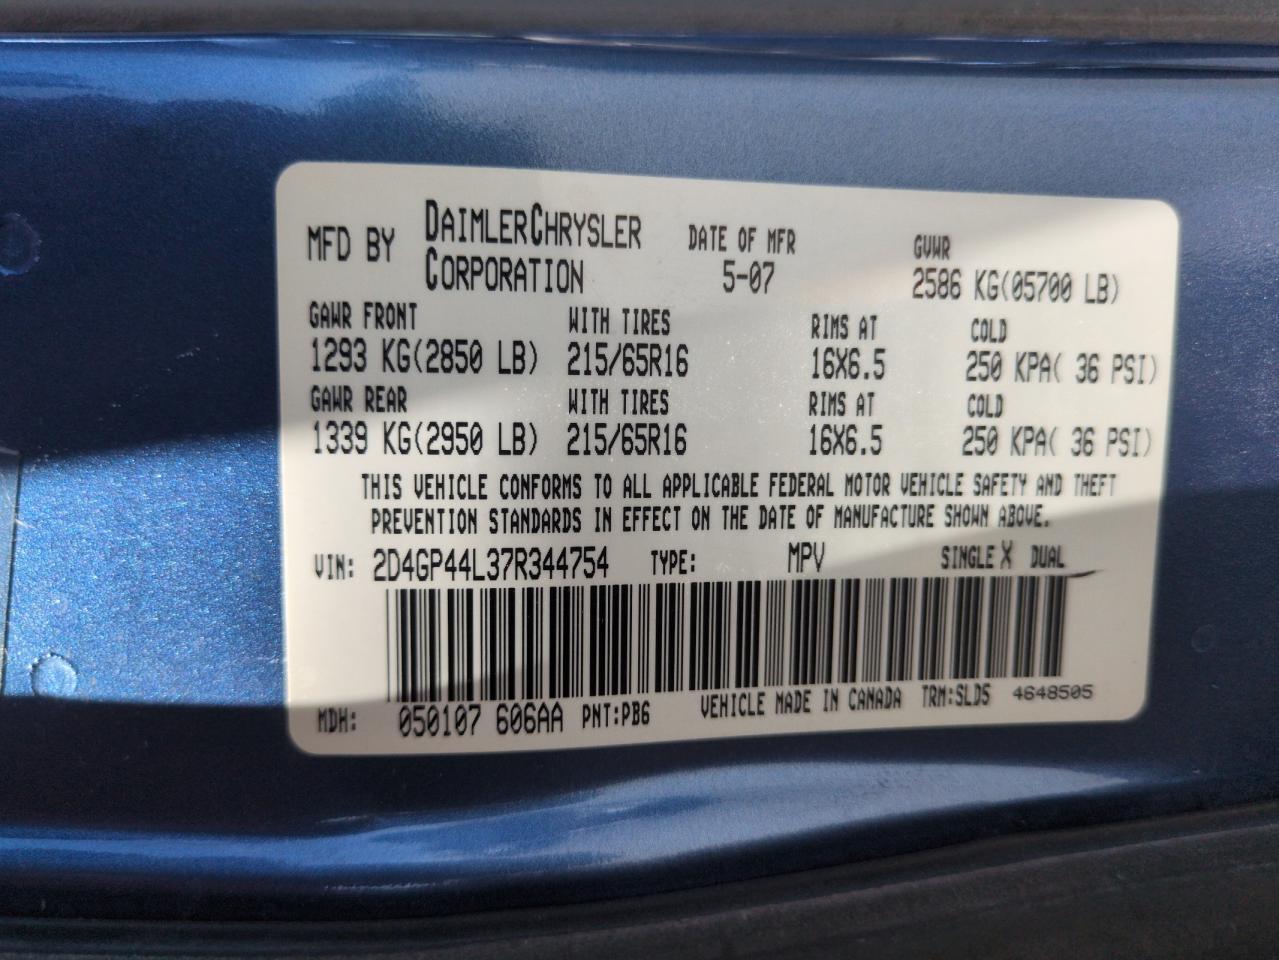 MFD BY DAIMLERCHRYSLER CORPORATION DATE OF MFR 5-07 GVWR 2586 KG(05700 LB)
GAWR FRONT WITH TIRES RIMS AT COLD
1293 KG(2850 LB) 215/65R16 16X6.5 250 KPA( 36 PSI)
GAWR REAR WITH TIRES RIMS AT COLD
1339 KG(2950 LB) 215/65R16 16X6.5 250 KPA( 36 PSI)
THIS VEHICLE CONFORMS TO ALL APPLICABLE FEDERAL MOTOR VEHICLE SAFETY AND THEFT
PREVENTION STANDARDS IN EFFECT ON THE DATE OF MANUFACTURE SHOWN ABOVE.
VIN: 2D4GP44L37R344754 TYPE: MPV SINGLE X DUAL
MDH: 050107 606AA PNT:PB6 VEHICLE MADE IN CANADA TRM:SLD5 4648505